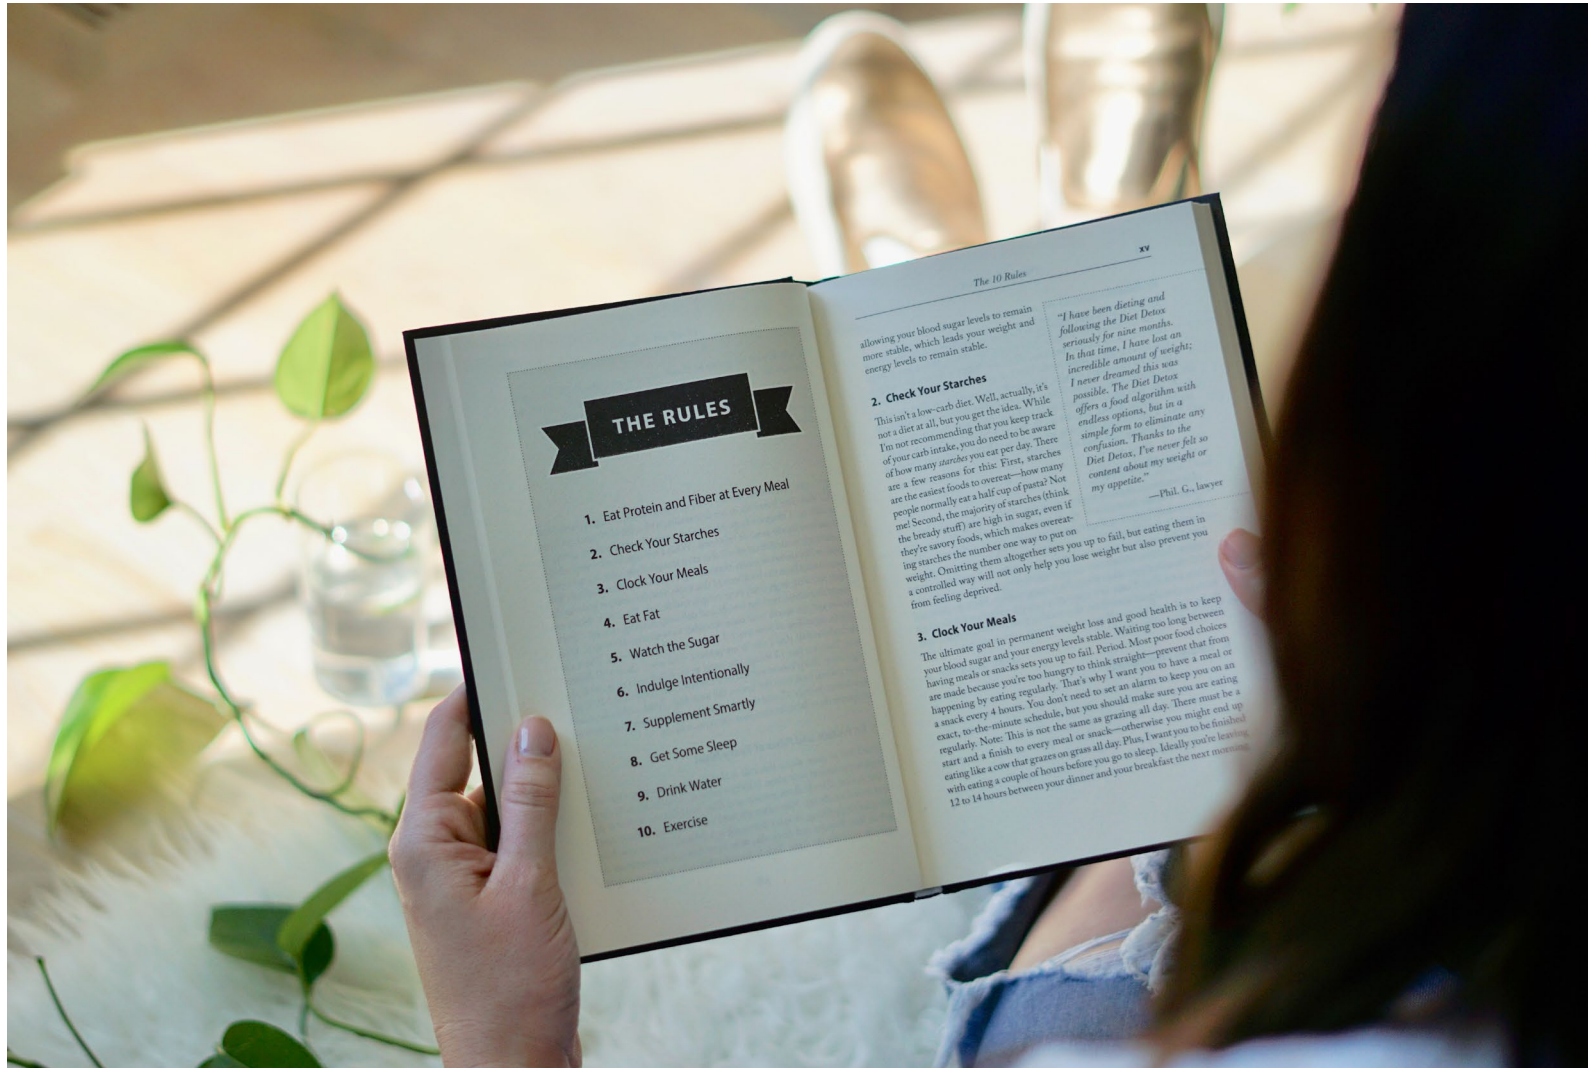 THE RULES
1. Eat Protein and Fiber at Every Meal
2. Check Your Starches
3. Clock Your Meals
4. Eat Fat
5. Watch the Sugar
6. Indulge Intentionally
7. Supplement Smartly
8. Get Some Sleep
9. Drink Water
10. Exercise
The 10 Rules
xv
allowing your blood sugar levels to remain
more stable, which leads your weight and
energy levels to remain stable.
2. Check Your Starches
This isn't a low-carb diet. Well, actually, it's
not a diet at all, but you get the idea. While
I'm not recommending that you keep track
of your carb intake, you do need to be aware
of how many starches you eat per day. There
are a few reasons for this: First, starches
are the easiest foods to overeat—how many
people normally eat a half cup of pasta? Not
me! Second, the majority of starches (think
the bready stuff) are high in sugar, even if
they're savory foods, which makes overeat-
ing starches the number one way to put on
weight. Omitting them altogether sets you up to fail, but eating them in
a controlled way will not only help you lose weight but also prevent you
from feeling deprived.
"I have been dieting and
following the Diet Detox
seriously for nine months.
In that time, I have lost an
incredible amount of weight;
I never dreamed this was
possible. The Diet Detox
offers a food algorithm with
endless options, but in a
simple form to eliminate any
confusion. Thanks to the
Diet Detox, I've never felt so
content about my weight or
my appetite."
—Phil. G., lawyer
3. Clock Your Meals
The ultimate goal in permanent weight loss and good health is to keep
your blood sugar and your energy levels stable. Waiting too long between
having meals or snacks sets you up to fail. Period. Most poor food choices
are made because you're too hungry to think straight—prevent that from
happening by eating regularly. That's why I want you to have a meal or
a snack every 4 hours. You don't need to set an alarm to keep you on an
exact, to-the-minute schedule, but you should make sure you are eating
regularly. Note: This is not the same as grazing all day. There must be a
start and a finish to every meal or snack—otherwise you might end up
eating like a cow that grazes on grass all day. Plus, I want you to be finished
with eating a couple of hours before you go to sleep. Ideally you're leaving
12 to 14 hours between your dinner and your breakfast the next morning.